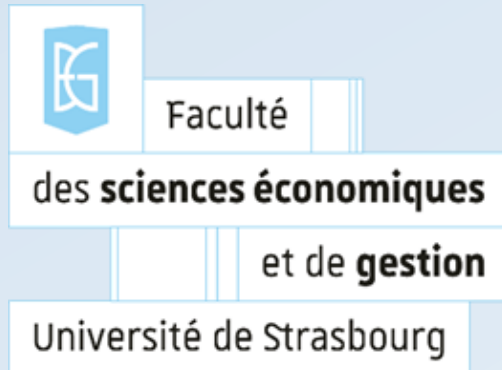 Faculté
des sciences économiques
et de gestion
Université de Strasbourg